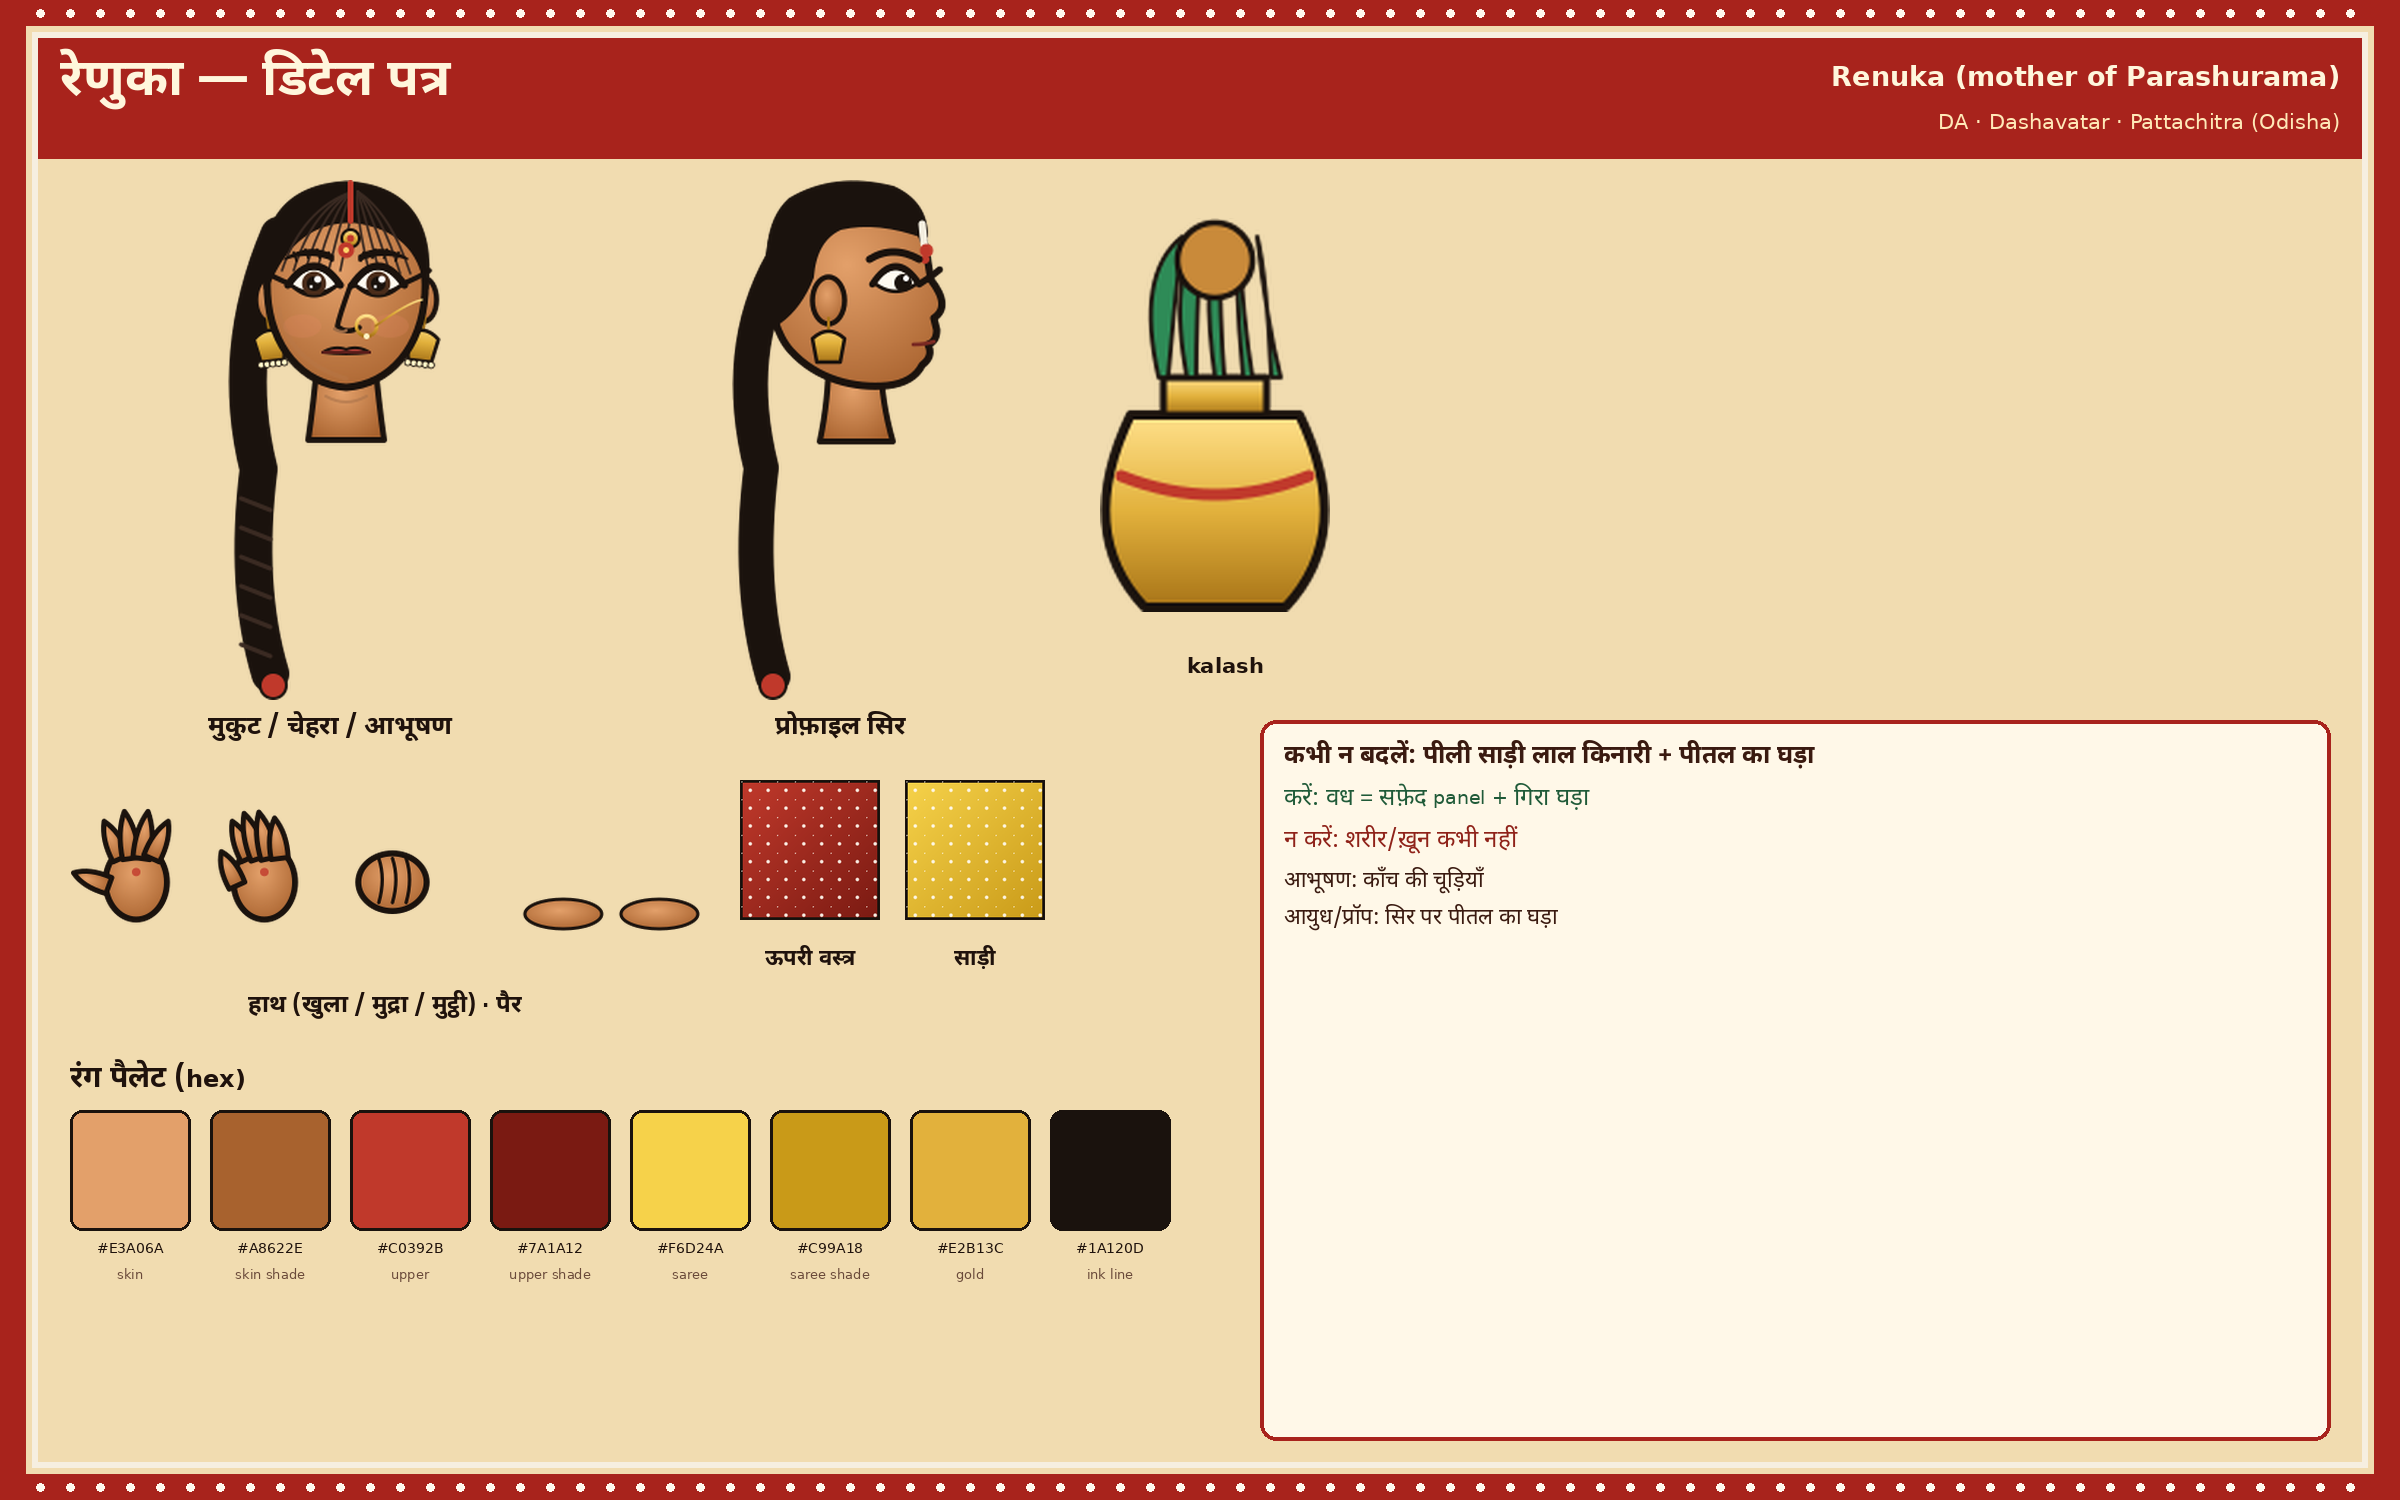 रेणुका — डिटेल पत्र
Renuka (mother of Parashurama)
DA · Dashavatar · Pattachitra (Odisha)
kalash
मुकुट / चेहरा / आभूषण
प्रोफ़ाइल सिर
कभी न बदलें: पीली साड़ी लाल किनारी + पीतल का घड़ा
करें: वध = सफ़ेद panel + गिरा घड़ा
न करें: शरीर/ख़ून कभी नहीं
आभूषण: काँच की चूड़ियाँ
आयुध/प्रॉप: सिर पर पीतल का घड़ा
ऊपरी वस्त्र
साड़ी
हाथ (खुला / मुद्रा / मुट्ठी) · पैर
रंग पैलेट (hex)
#E3A06A
#A8622E
#C0392B
#7A1A12
#F6D24A
#C99A18
#E2B13C
#1A120D
skin
skin shade
upper
upper shade
saree
saree shade
gold
ink line